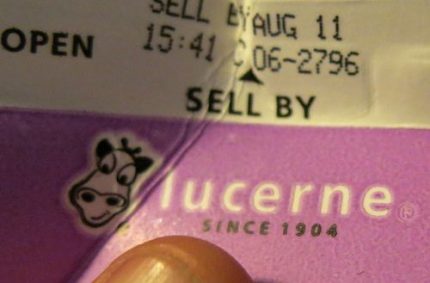 SELL BY AUG 11
OPEN 15:41 C 06-2796
SELL BY
lucerne®
SINCE 1904